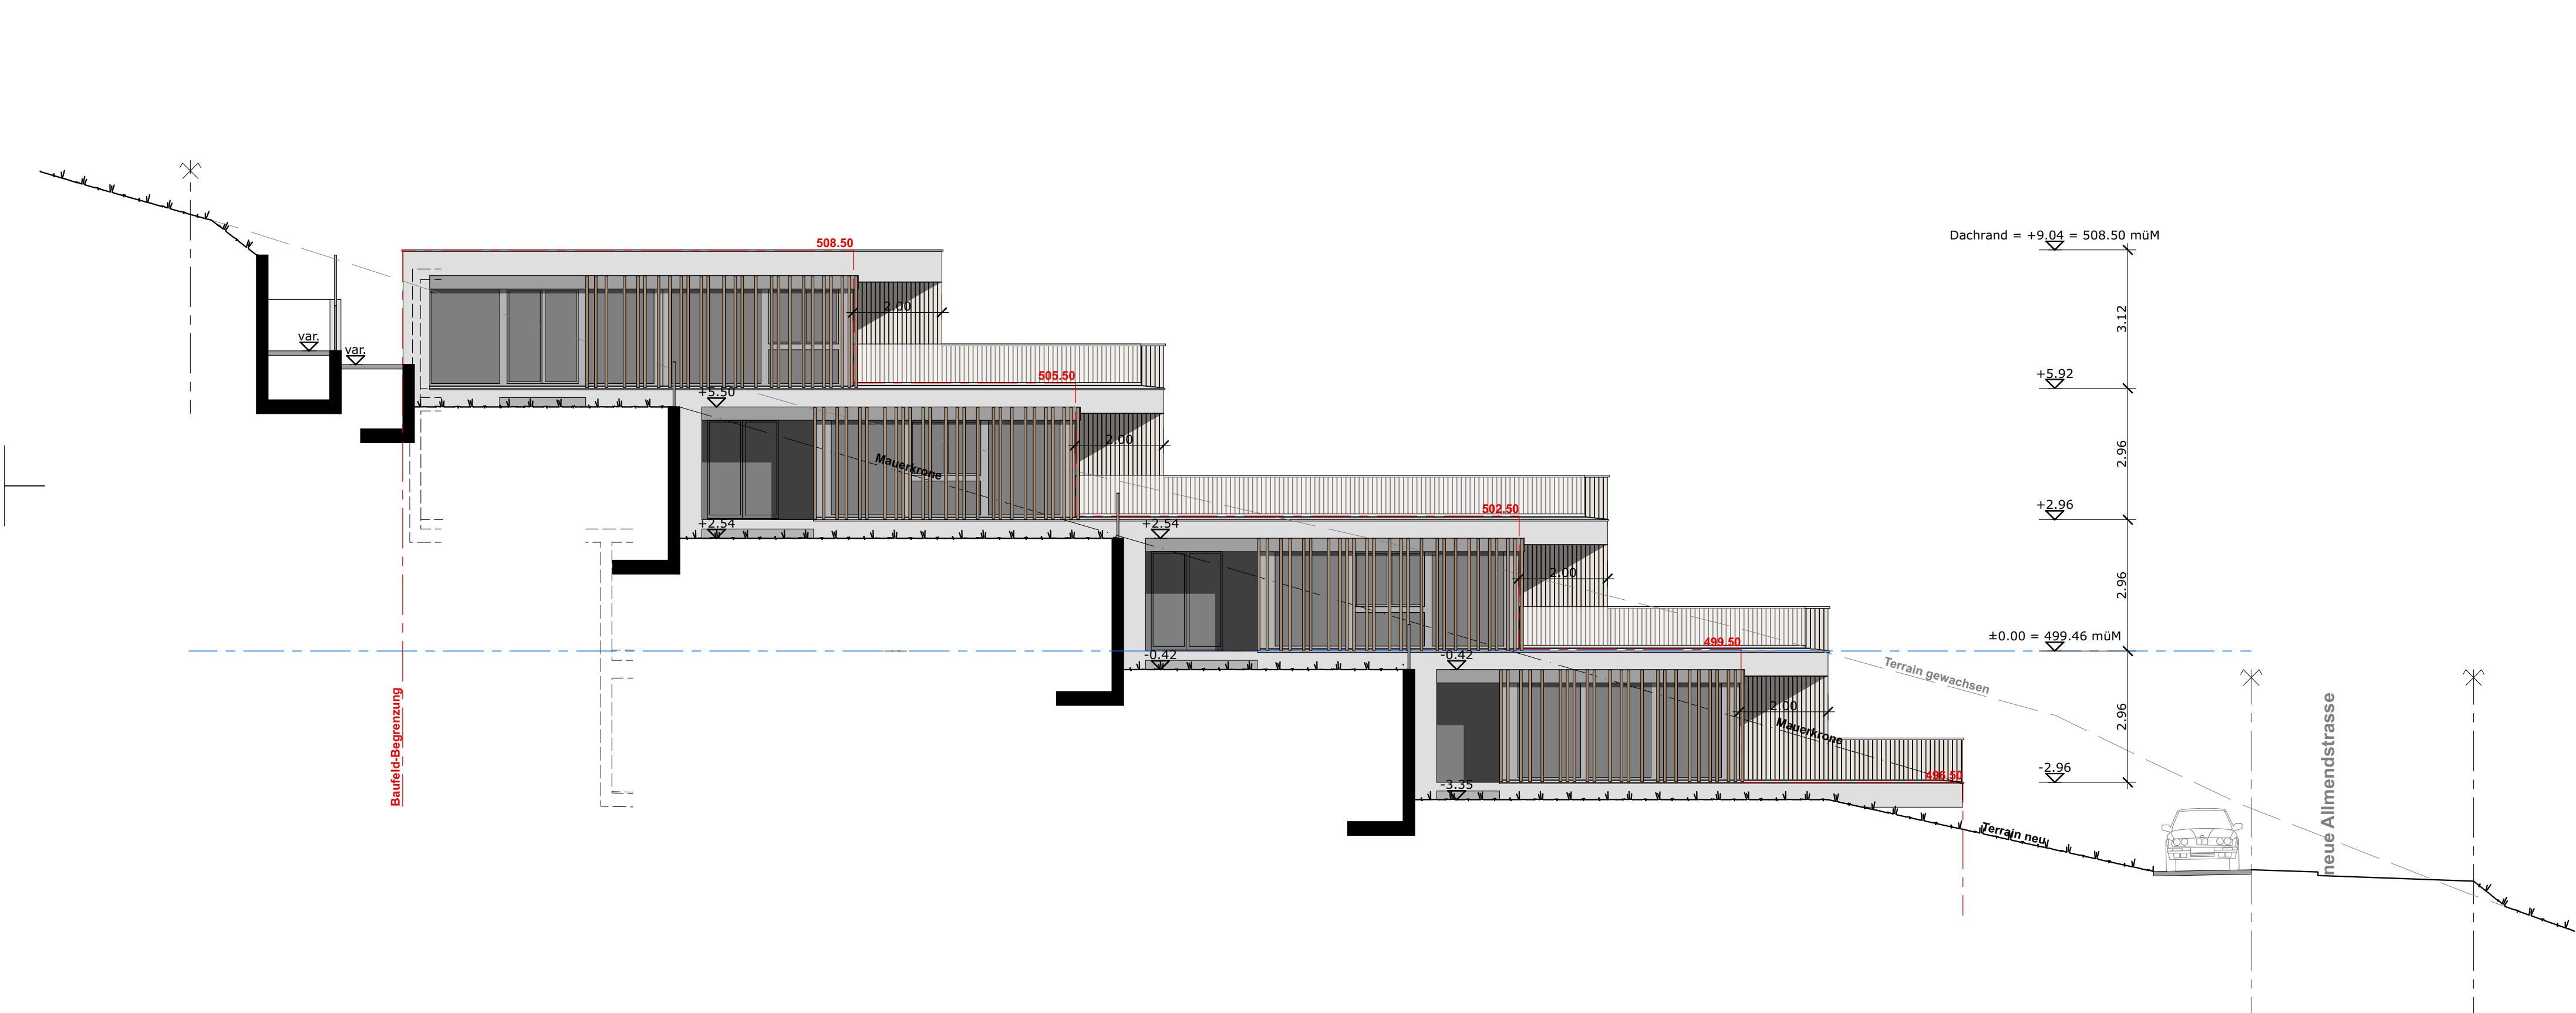 Dachrand = +9.04 = 508.50 müM
508.50
2.00
3.12
var.
var.
505.50
+5.92
+5.50
2.00
2.96
Mauerkrone
502.50
+2.96
+2.54
+2.54
2.00
2.96
±0.00 = 499.46 müM
499.50
-0.42
-0.42
Terrain gewachsen
2.00
2.96
Mauerkrone
Baufeld-Begrenzung
neue Allmendstrasse
-2.96
496.50
-3.35
Terrain neu